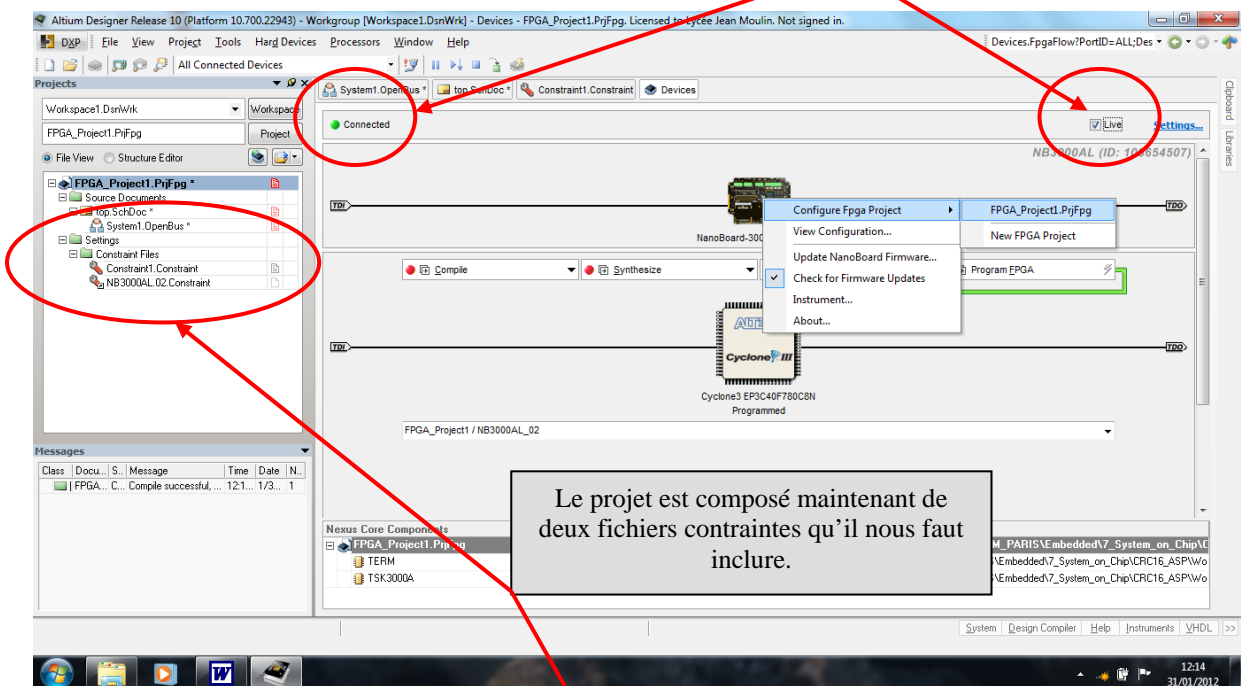 Altium Designer Release 10 (Platform 10.700.22943) - Workgroup [Workspace1.DsnWrk] - Devices - FPGA_Project1.PrjFpg. Licensed to Lycée Jean Moulin. Not signed in.
DXP File View Project Tools Hard Devices Processors Window Help
Devices.FpgaFlow?PortID=ALL;Des
All Connected Devices
Projects
System1.OpenBus * top.SchDoc * Constraint1.Constraint Devices
Clipboard
Libraries
Workspace1.DsnWrk Workspace
FPGA_Project1.PrjFpg Project
File View Structure Editor
Connected
Live
Settings...
FPGA_Project1.PrjFpg *
Source Documents
top.SchDoc *
System1.OpenBus *
Settings
Constraint Files
Constraint1.Constraint
NB3000AL.02.Constraint
NB3000AL (ID:
TDI
TDO
NanoBoard-300
Configure Fpga Project
FPGA_Project1.PrjFpg
New FPGA Project
View Configuration...
Update NanoBoard Firmware...
Check for Firmware Updates
Instrument...
About...
Compile
Synthesize
Program FPGA
Cyclone III
TDI
TDO
Cyclone3 EP3C40F780C8N
Programmed
FPGA_Project1 / NB3000AL_02
Messages
Class Docu... S... Message Time Date N..
FPGA... C... Compile successful, ... 12:1... 1/3... 1
Le projet est composé maintenant de
deux fichiers contraintes qu'il nous faut
inclure.
Nexus Core Components
FPGA_Project1.PrjFpg
M_PARIS\Embedded\7_System_on_Chip\C
TERM
\Embedded\7_System_on_Chip\CRC16_ASP\Wo
TSK3000A
\Embedded\7_System_on_Chip\CRC16_ASP\Wo
System Design Compiler Help Instruments VHDL >>
W
12:14
31/01/2012